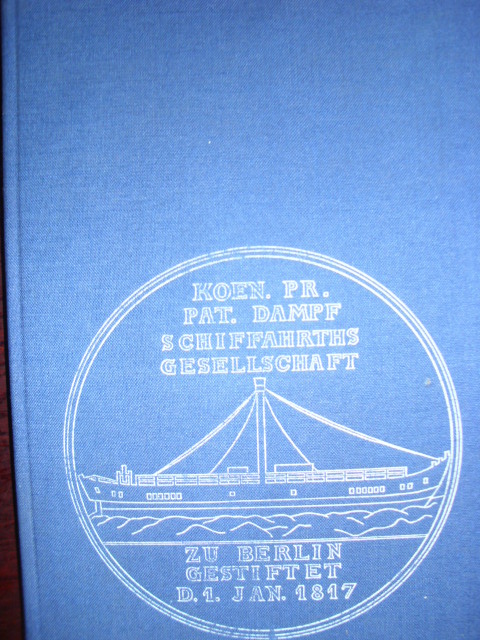 KOEN. PR.
PAT. DAMPF
SCHIFFAHRTHS
GESELLSCHAFT
ZU BERLIN
GESTIFTET
D. 1. JAN. 1817